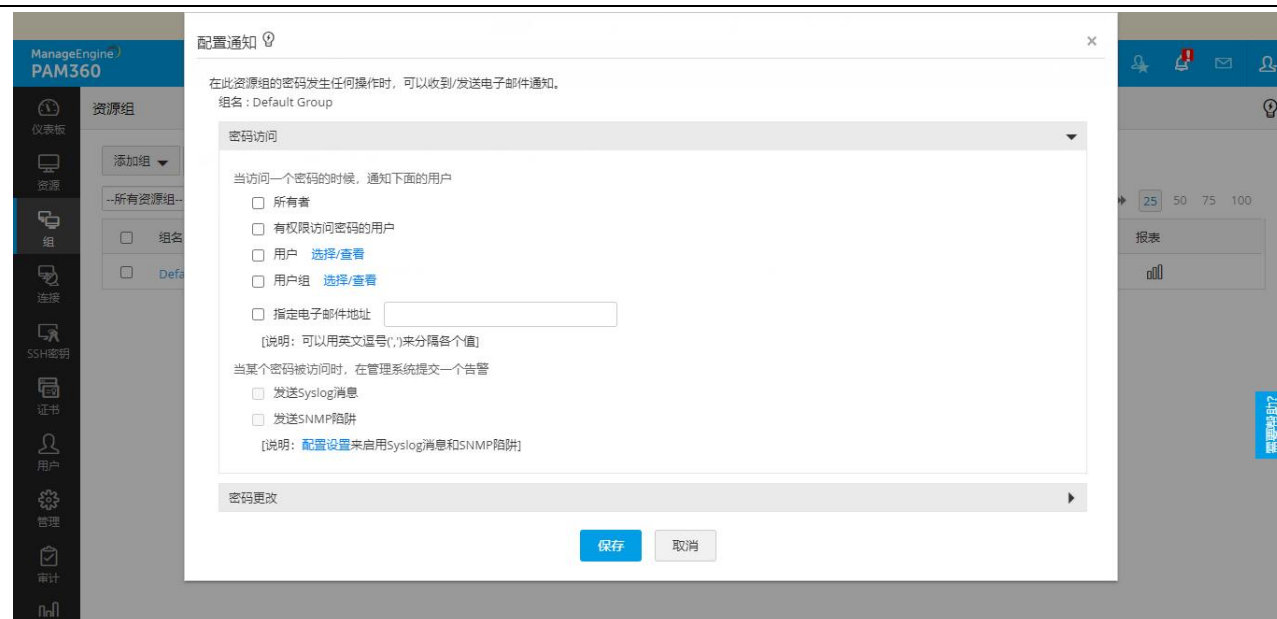 配置通知
×
ManageEngine
PAM360
在此资源组的密码发生任何操作时，可以收到/发送电子邮件通知。
组名 : Default Group
仪表板
资源组
密码访问
添加组
资源
当访问一个密码的时候，通知下面的用户
--所有资源组--
所有者
25 50 75 100
有权限访问密码的用户
组
组名
报表
用户 选择/查看
Defa
用户组 选择/查看
连接
指定电子邮件地址
[说明：可以用英文逗号(',')来分隔各个值]
SSH密钥
当某个密码被访问时，在管理系统提交一个告警
发送Syslog消息
证书
发送SNMP陷阱
[说明：配置设置来启用Syslog消息和SNMP陷阱]
需要帮助?
用户
密码更改
管理
保存 取消
审计